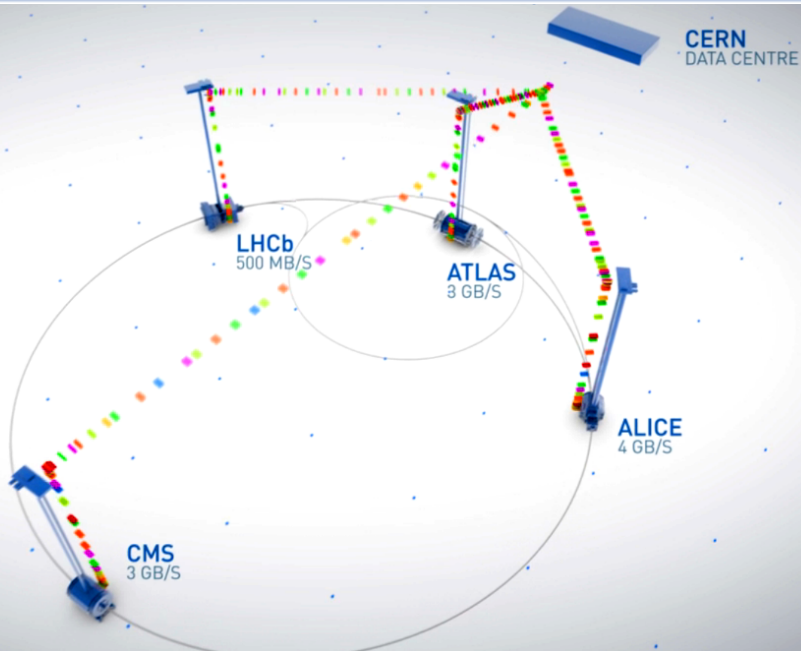 CERN
DATA CENTRE
LHCb
500 MB/S
ATLAS
3 GB/S
ALICE
4 GB/S
CMS
3 GB/S